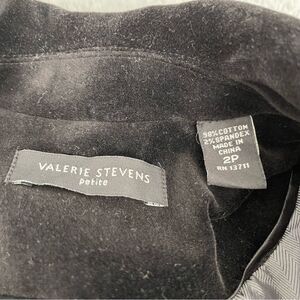 VALERIE STEVENS
petite
98% COTTON
2% SPANDEX
MADE IN
CHINA
2P
RN 13711